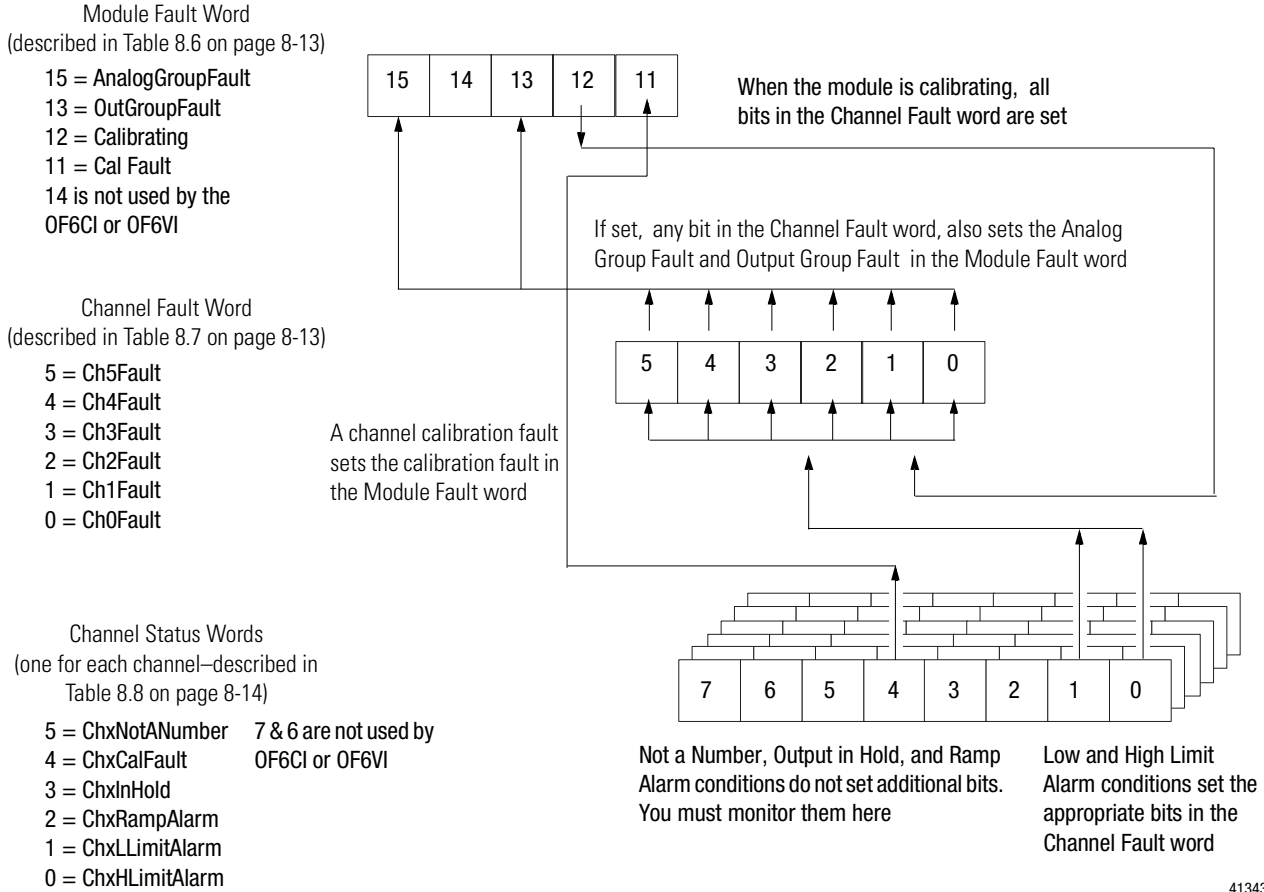 Module Fault Word
(described in Table 8.6 on page 8-13)
15 = AnalogGroupFault
13 = OutGroupFault
12 = Calibrating
11 = Cal Fault
14 is not used by the
OF6CI or OF6VI
15 14 13 12 11
When the module is calibrating, all
bits in the Channel Fault word are set
If set, any bit in the Channel Fault word, also sets the Analog
Group Fault and Output Group Fault in the Module Fault word
Channel Fault Word
(described in Table 8.7 on page 8-13)
5 = Ch5Fault
4 = Ch4Fault
3 = Ch3Fault
2 = Ch2Fault
1 = Ch1Fault
0 = Ch0Fault
5 4 3 2 1 0
A channel calibration fault
sets the calibration fault in
the Module Fault word
Channel Status Words
(one for each channel–described in
Table 8.8 on page 8-14)
5 = ChxNotANumber 7 & 6 are not used by
4 = ChxCalFault OF6CI or OF6VI
3 = ChxInHold
2 = ChxRampAlarm
1 = ChxLLimitAlarm
0 = ChxHLimitAlarm
7 6 5 4 3 2 1 0
Not a Number, Output in Hold, and Ramp
Alarm conditions do not set additional bits.
You must monitor them here
Low and High Limit
Alarm conditions set the
appropriate bits in the
Channel Fault word
41343